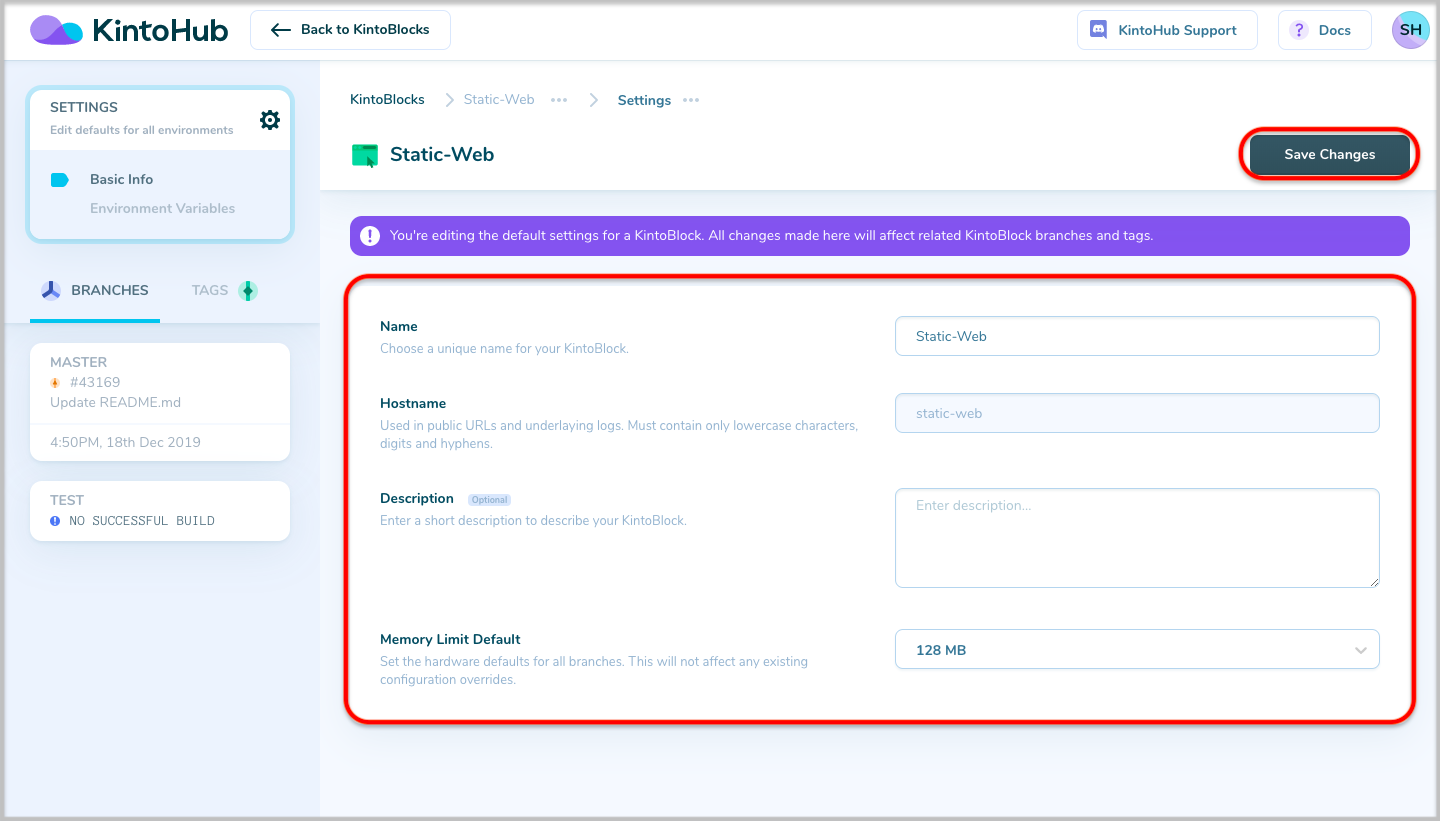 KintoHub
Back to KintoBlocks
KintoHub Support
? Docs
SH
SETTINGS
Edit defaults for all environments
Basic Info
Environment Variables
BRANCHES
TAGS
MASTER
#43169
Update README.md
4:50PM, 18th Dec 2019
TEST
NO SUCCESSFUL BUILD
KintoBlocks
Static-Web
Settings
Static-Web
Save Changes
You're editing the default settings for a KintoBlock. All changes made here will affect related KintoBlock branches and tags.
Name
Choose a unique name for your KintoBlock.
Static-Web
Hostname
Used in public URLs and underlaying logs. Must contain only lowercase characters,
digits and hyphens.
static-web
Description Optional
Enter a short description to describe your KintoBlock.
Enter description...
Memory Limit Default
Set the hardware defaults for all branches. This will not affect any existing
configuration overrides.
128 MB